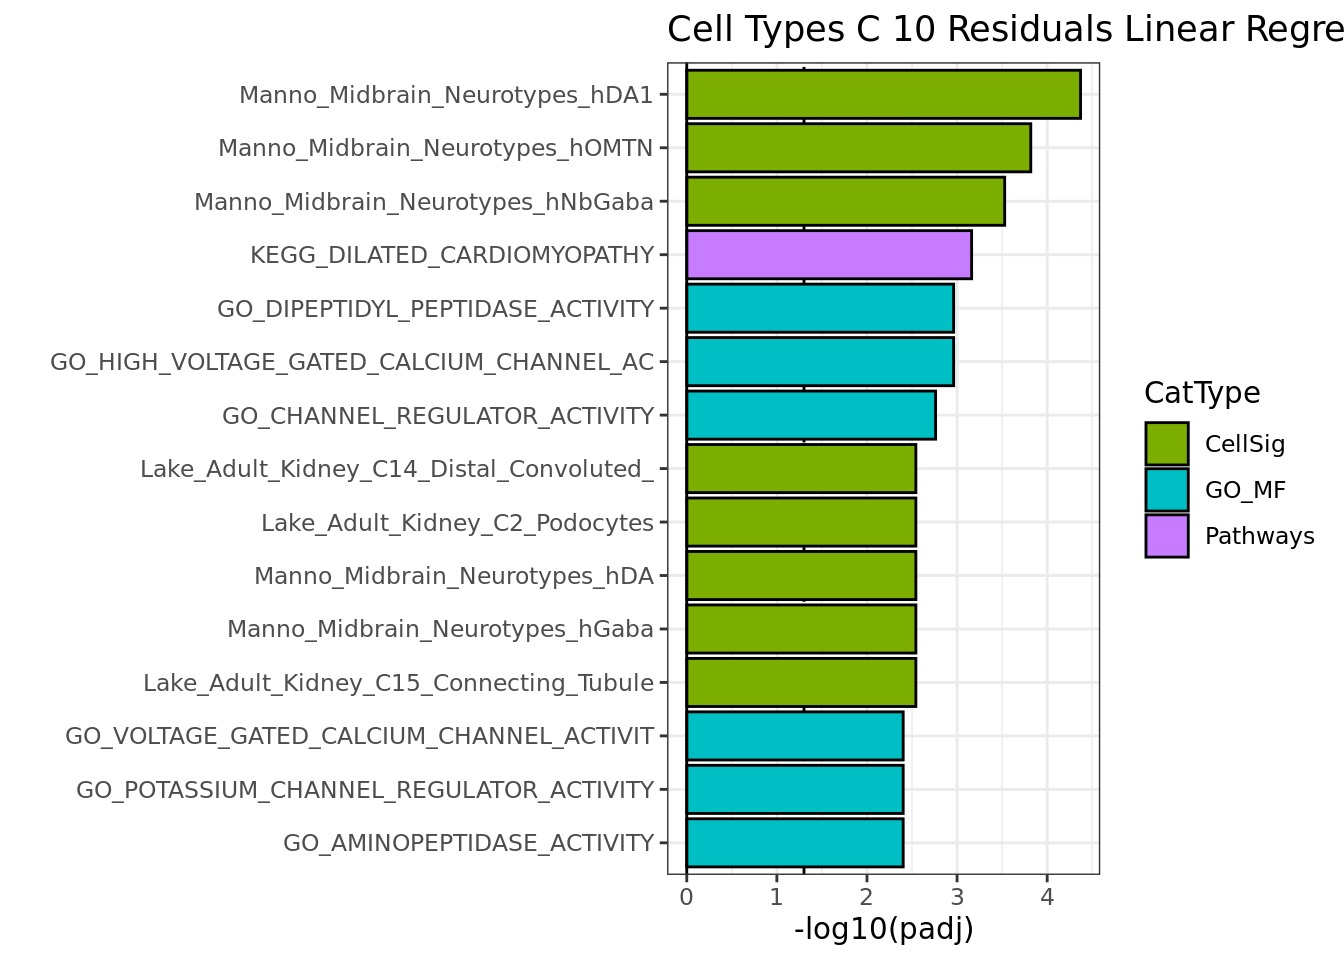 Cell Types C 10 Residuals Linear Regre
Manno_Midbrain_Neurotypes_hDA1
Manno_Midbrain_Neurotypes_hOMTN
Manno_Midbrain_Neurotypes_hNbGaba
KEGG_DILATED_CARDIOMYOPATHY
GO_DIPEPTIDYL_PEPTIDASE_ACTIVITY
GO_HIGH_VOLTAGE_GATED_CALCIUM_CHANNEL_AC
GO_CHANNEL_REGULATOR_ACTIVITY
Lake_Adult_Kidney_C14_Distal_Convoluted_
Lake_Adult_Kidney_C2_Podocytes
Manno_Midbrain_Neurotypes_hDA
Manno_Midbrain_Neurotypes_hGaba
Lake_Adult_Kidney_C15_Connecting_Tubule
GO_VOLTAGE_GATED_CALCIUM_CHANNEL_ACTIVIT
GO_POTASSIUM_CHANNEL_REGULATOR_ACTIVITY
GO_AMINOPEPTIDASE_ACTIVITY
0 1 2 3 4
-log10(padj)
CatType
CellSig
GO_MF
Pathways